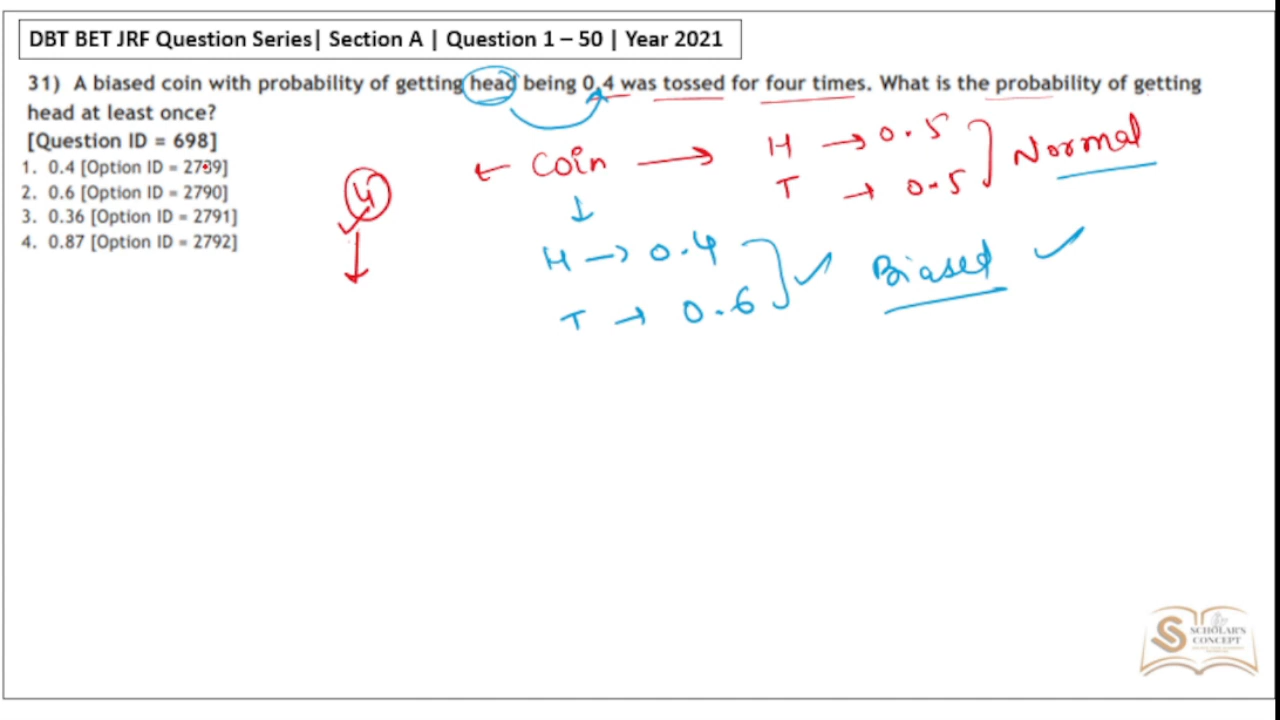 DBT BET JRF Question Series| Section A | Question 1 – 50 | Year 2021
31) A biased coin with probability of getting head being 0.4 was tossed for four times. What is the probability of getting
head at least once?
[Question ID = 698]
1. 0.4 [Option ID = 2789]
2. 0.6 [Option ID = 2790]
3. 0.36 [Option ID = 2791]
4. 0.87 [Option ID = 2792]
4
← Coin → H → 0.5
T → 0.5
Normal
↓
H → 0.4
T → 0.6
Biased
SCHOLAR'S
CONCEPT